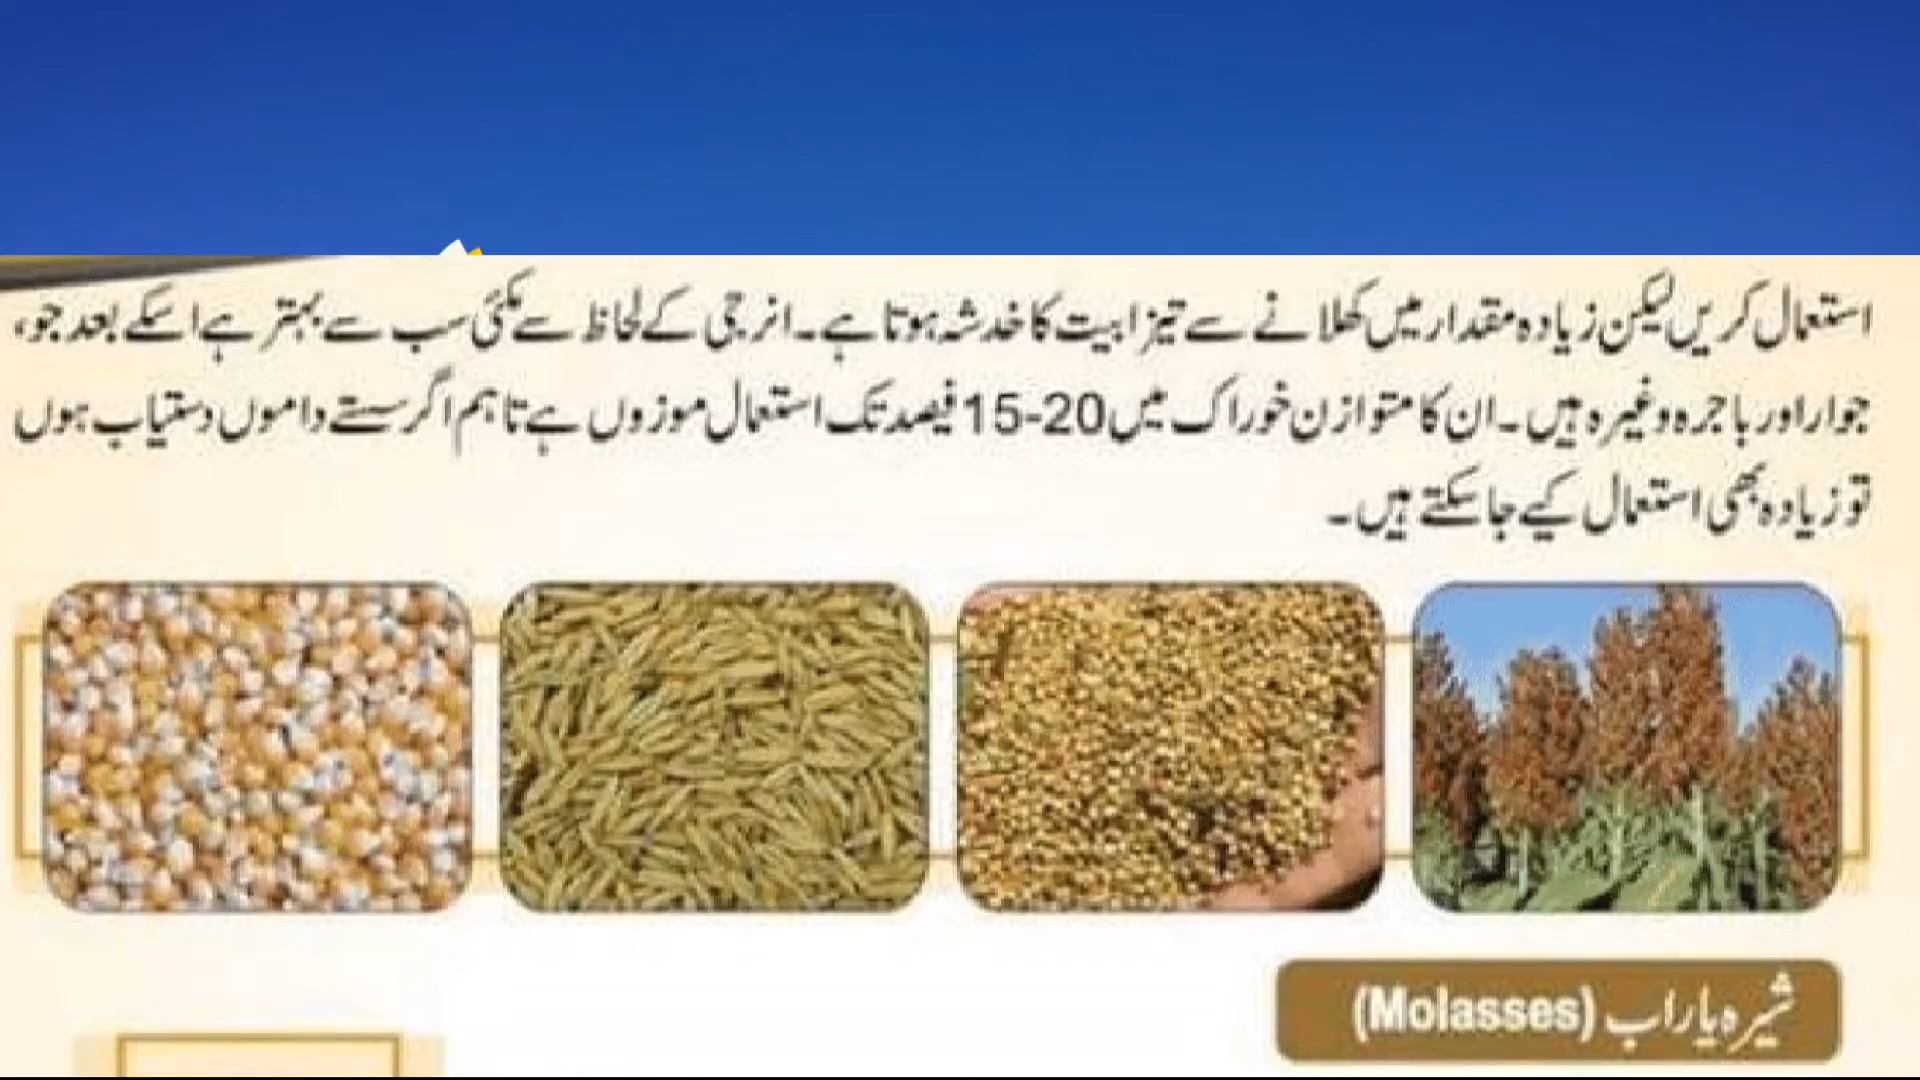 استعمال کریں لیکن زیادہ مقدار میں کھلانے سے تیزابیت کا خدشہ ہوتا ہے۔ انرجی کے لحاظ سے مکئی سب سے بہتر ہے اسکے بعد جو،
جوار اور باجرہ وغیرہ ہیں۔ ان کا متوازن خوراک میں 20-15 فیصد تک استعمال موزوں ہے تاہم اگر سستے داموں دستیاب ہوں
تو زیادہ بھی استعمال کیے جاسکتے ہیں۔
شیرہ یا راب (Molasses)